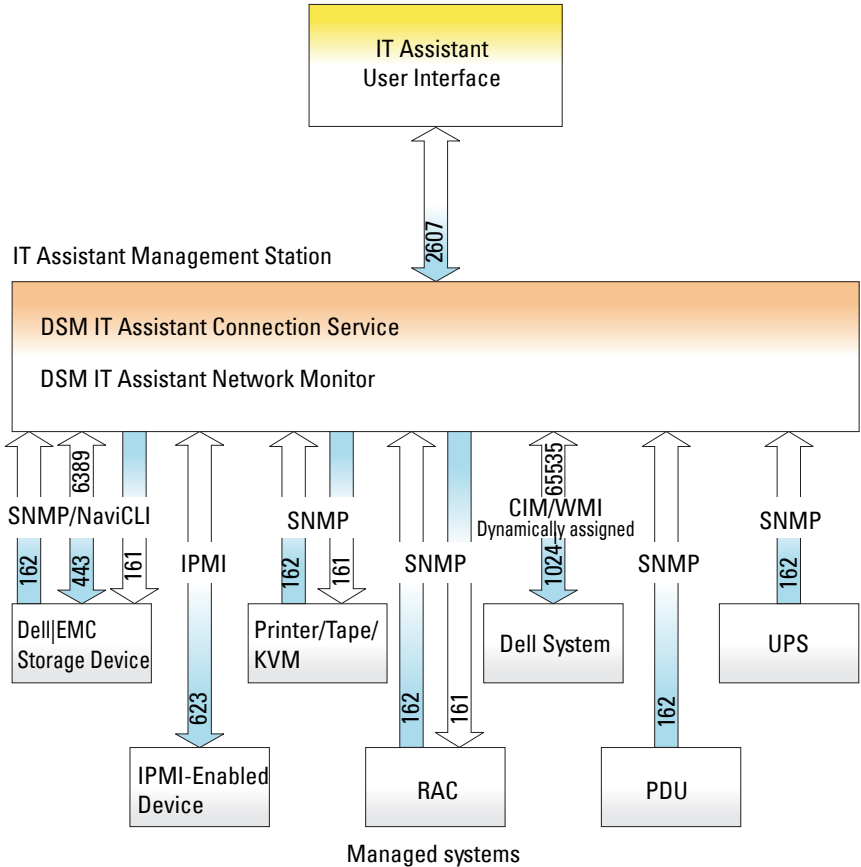 IT Assistant
User Interface
2607
IT Assistant Management Station
DSM IT Assistant Connection Service
DSM IT Assistant Network Monitor
6389
65535
SNMP/NaviCLI
IPMI
SNMP
SNMP
CIM/WMI
Dynamically assigned
SNMP
SNMP
162
443
161
162
161
1024-
162
Dell|EMC
Storage Device
Printer/Tape/
KVM
Dell System
UPS
623
162
161
162
IPMI-Enabled
Device
RAC
PDU
Managed systems